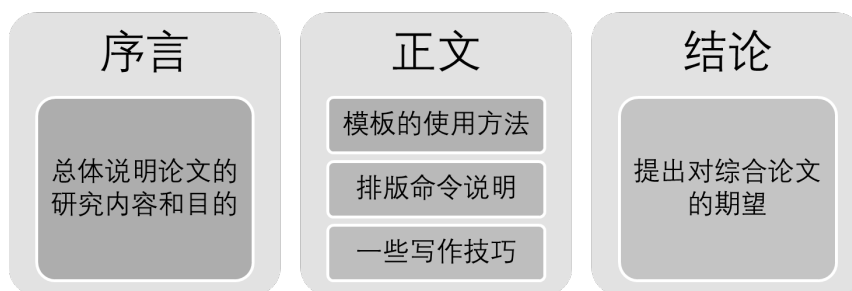 序言
总体说明论文的
研究内容和目的
正文
模板的使用方法
排版命令说明
一些写作技巧
结论
提出对综合论文
的期望